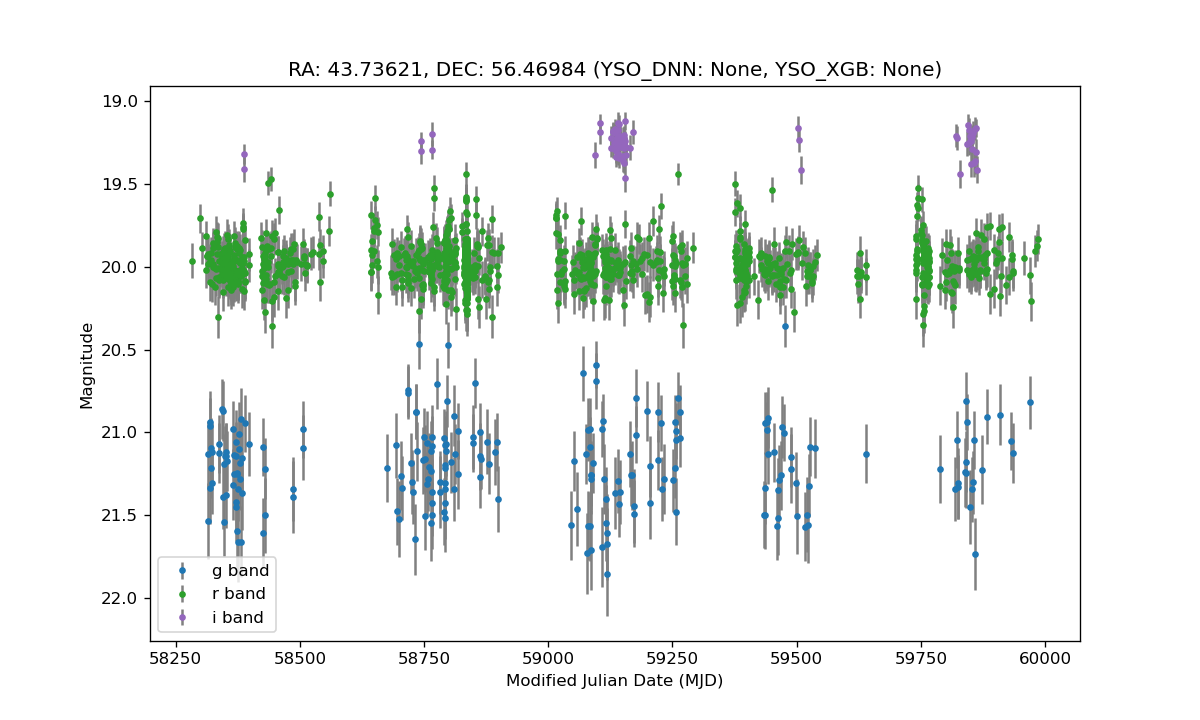 RA: 43.73621, DEC: 56.46984 (YSO_DNN: None, YSO_XGB: None)
19.0
19.5
20.0
20.5
21.0
21.5
22.0
Magnitude
g band
r band
i band
58250 58500 58750 59000 59250 59500 59750 60000
Modified Julian Date (MJD)